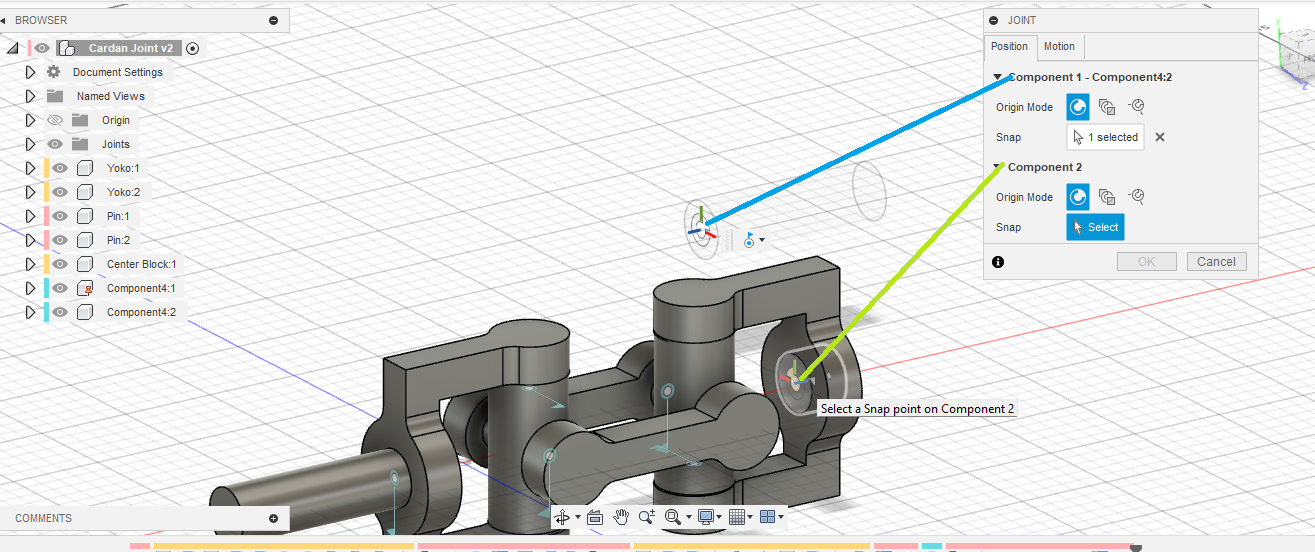 BROWSER
Cardan Joint v2
Document Settings
Named Views
Origin
Joints
Yoko:1
Yoko:2
Pin:1
Pin:2
Center Block:1
Component4:1
Component4:2
COMMENTS
Select a Snap point on Component 2
JOINT
Position Motion
Component 1 - Component4:2
Origin Mode
Snap 1 selected
Component 2
Origin Mode
Snap Select
OK Cancel
Z